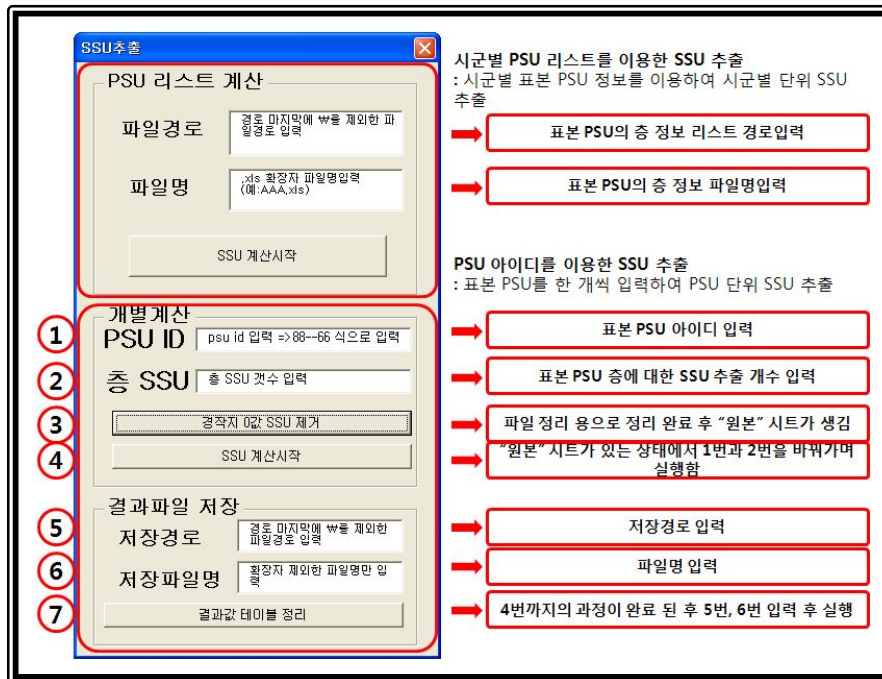 SSU추출
PSU 리스트 계산
파일경로
경로 마지막에 ₩를 제외한 파
일경로 입력
파일명
,xls 확장자 파일명입력
(예:AAA,xls)
SSU 계산시작
개별계산
PSU ID
psu id 입력 =>88--66 식으로 입력
층 SSU
층 SSU 갯수 입력
경작지 0값 SSU 제거
SSU 계산시작
결과파일 저장
저장경로
경로 마지막에 ₩를 제외한
파일경로 입력
저장파일명
확장자 제외한 파일명만 입
력
결과값 테이블 정리
1
2
3
4
5
6
7
시군별 PSU 리스트를 이용한 SSU 추출
: 시군별 표본 PSU 정보를 이용하여 시군별 단위 SSU
추출
표본 PSU의 층 정보 리스트 경로입력
표본 PSU의 층 정보 파일명입력
PSU 아이디를 이용한 SSU 추출
: 표본 PSU를 한 개씩 입력하여 PSU 단위 SSU 추출
표본 PSU 아이디 입력
표본 PSU 층에 대한 SSU 추출 개수 입력
파일 정리 용으로 정리 완료 후 “원본” 시트가 생김
“원본” 시트가 있는 상태에서 1번과 2번을 바꿔가며
실행함
저장경로 입력
파일명 입력
4번까지의 과정이 완료 된 후 5번, 6번 입력 후 실행